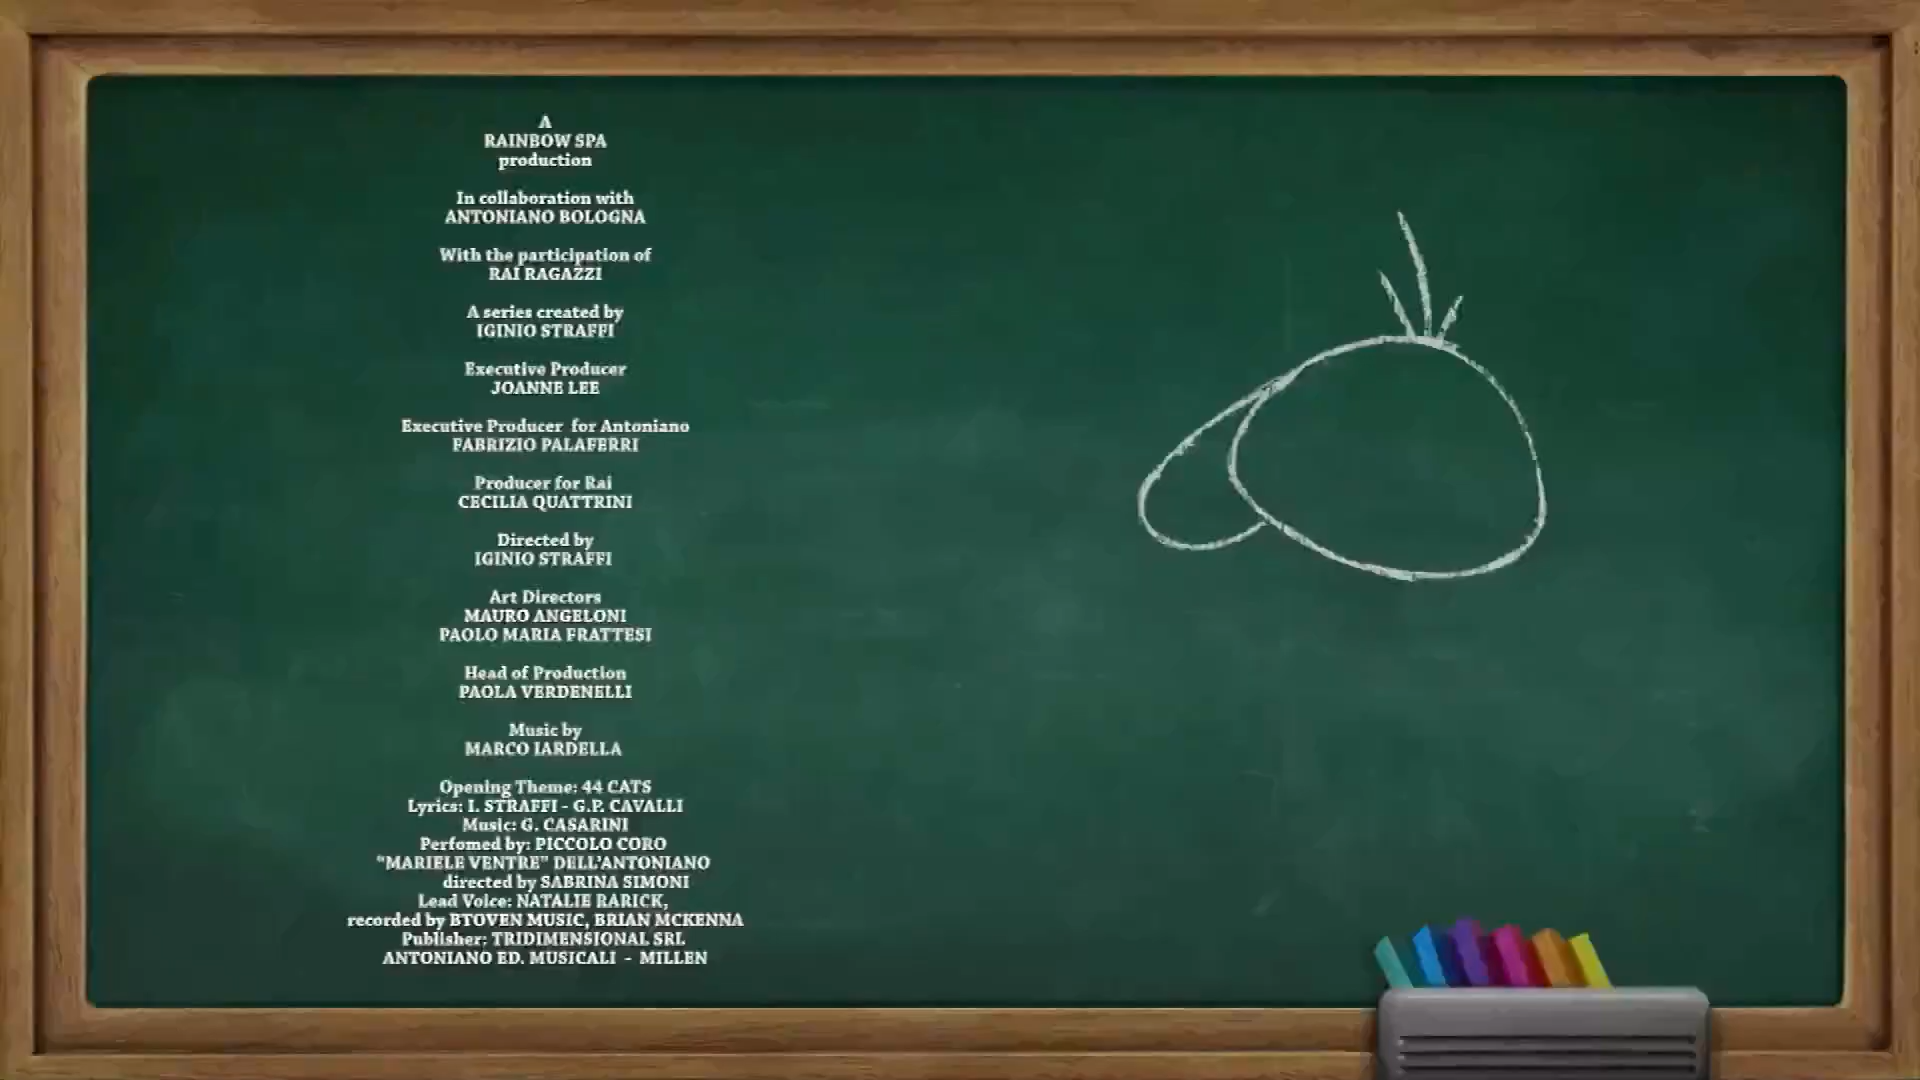 A
RAINBOW SPA
production
In collaboration with
ANTONIANO BOLOGNA
With the participation of
RAI RAGAZZI
A series created by
IGINIO STRAFFI
Executive Producer
JOANNE LEE
Executive Producer for Antoniano
FABRIZIO PALAFERRI
Producer for Rai
CECILIA QUATTRINI
Directed by
IGINIO STRAFFI
Art Directors
MAURO ANGELONI
PAOLO MARIA FRATTESI
Head of Production
PAOLA VERDENELLI
Music by
MARCO IARDELLA
Opening Theme: 44 CATS
Lyrics: I. STRAFFI - G.P. CAVALLI
Music: G. CASARINI
Perfomed by: PICCOLO CORO
"MARIELE VENTRE" DELL'ANTONIANO
directed by SABRINA SIMONI
Lead Voice: NATALIE RARICK,
recorded by BTOVEN MUSIC, BRIAN MCKENNA
Publisher: TRIDIMENSIONAL SRL
ANTONIANO ED. MUSICALI - MILLEN